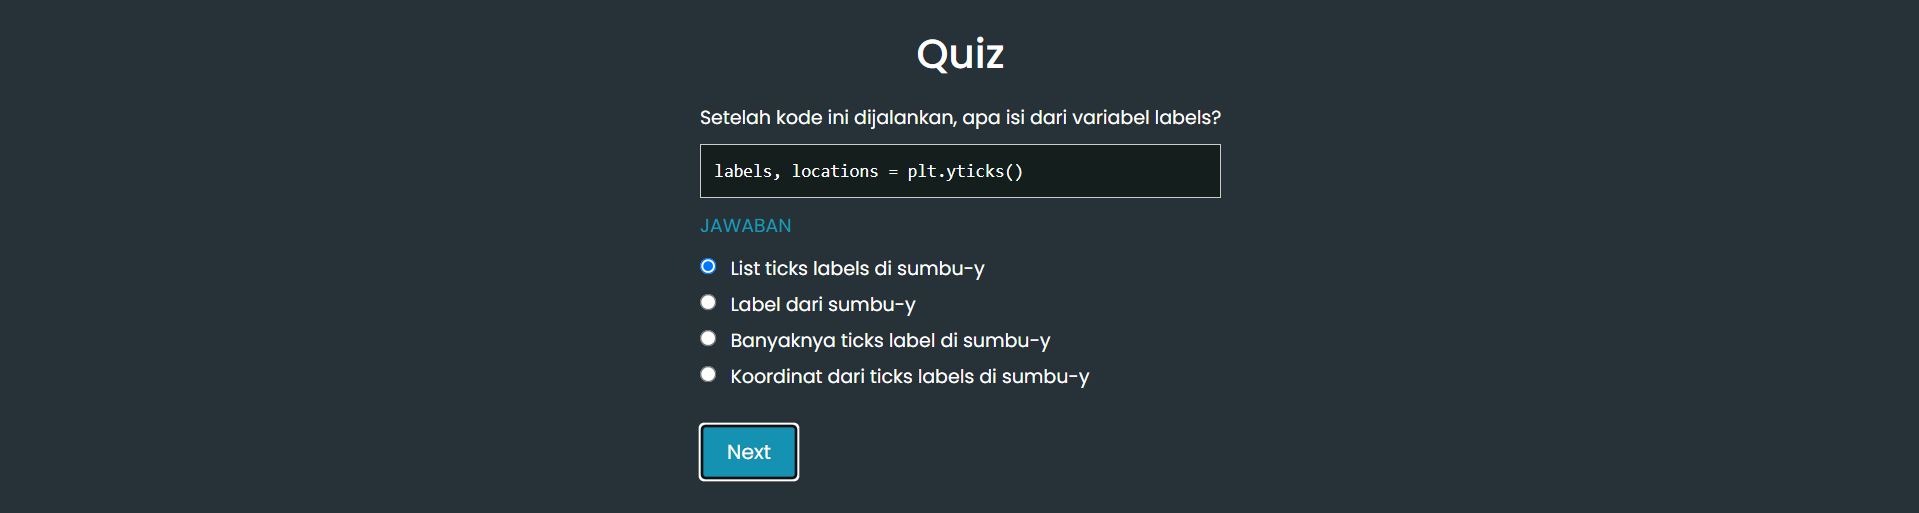 Quiz
Setelah kode ini dijalankan, apa isi dari variabel labels?
labels, locations = plt.yticks()
JAWABAN
List ticks labels di sumbu-y
Label dari sumbu-y
Banyaknya ticks label di sumbu-y
Koordinat dari ticks labels di sumbu-y
Next